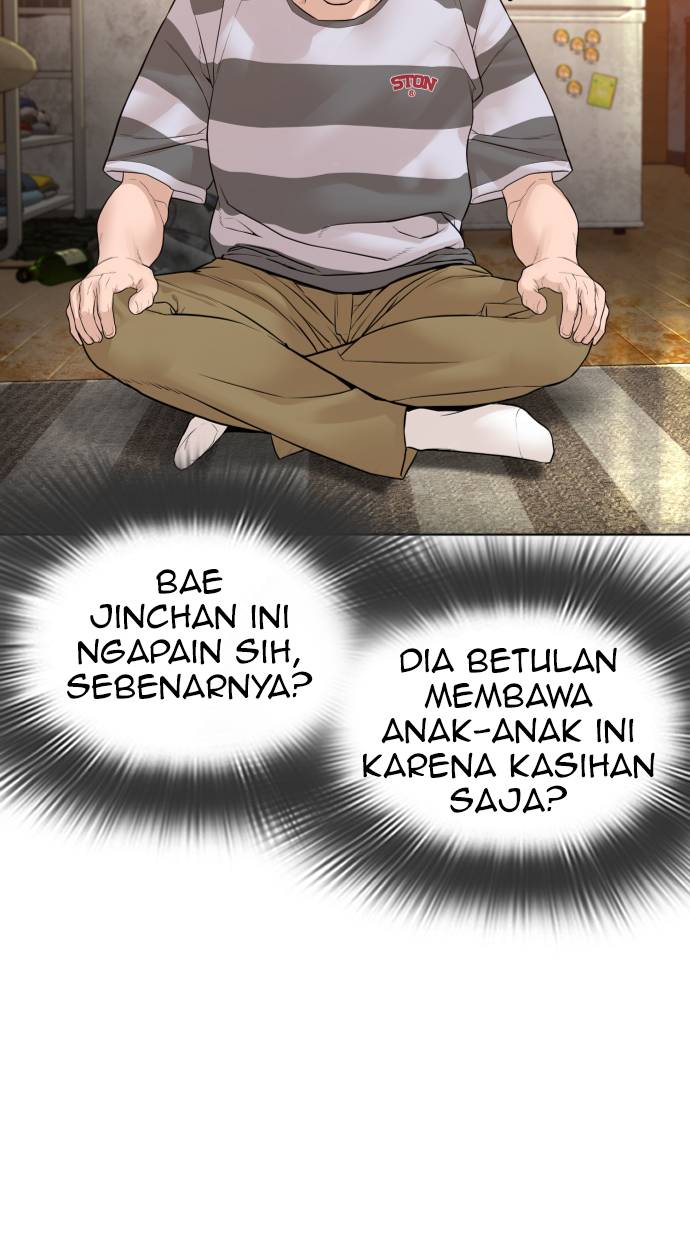 STON
®
BAE
JINCHAN INI
NGAPAIN SIH,
SEBENARNYA?
DIA BETULAN
MEMBAWA
ANAK-ANAK INI
KARENA KASIHAN
SAJA?